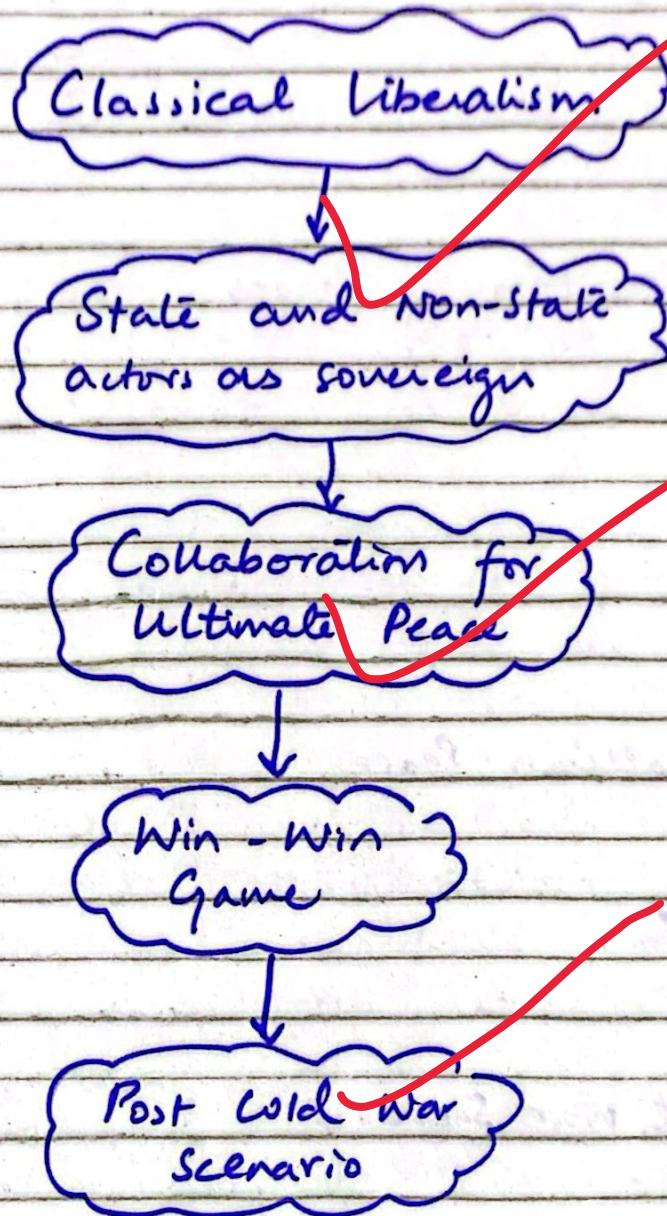 Classical Liberalism
State and Non-State
actors as sovereign
Collaboration for
Ultimate Peace
Win - Win
Game
Post Cold War
scenario